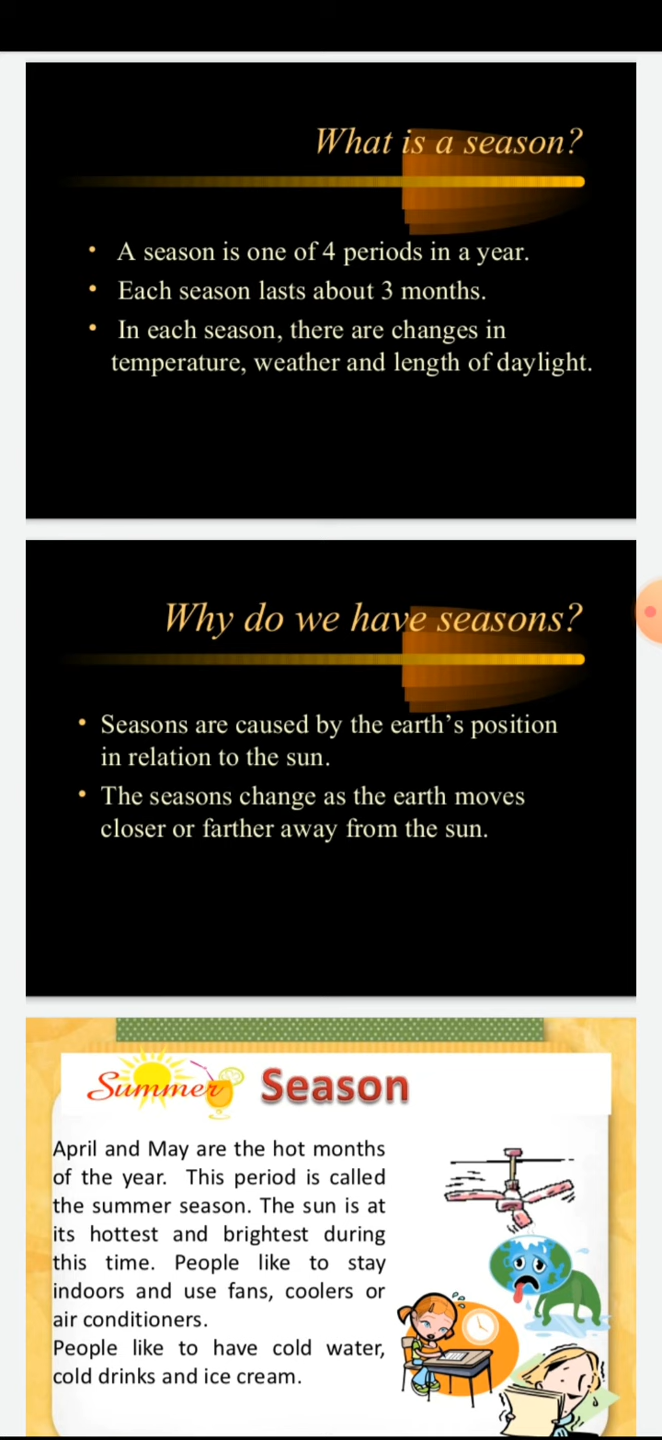 What is a season?
• A season is one of 4 periods in a year.
• Each season lasts about 3 months.
• In each season, there are changes in
temperature, weather and length of daylight.
Why do we have seasons?
• Seasons are caused by the earth's position
in relation to the sun.
• The seasons change as the earth moves
closer or farther away from the sun.
Summer Season
April and May are the hot months
of the year. This period is called
the summer season. The sun is at
its hottest and brightest during
this time. People like to stay
indoors and use fans, coolers or
air conditioners.
People like to have cold water,
cold drinks and ice cream.